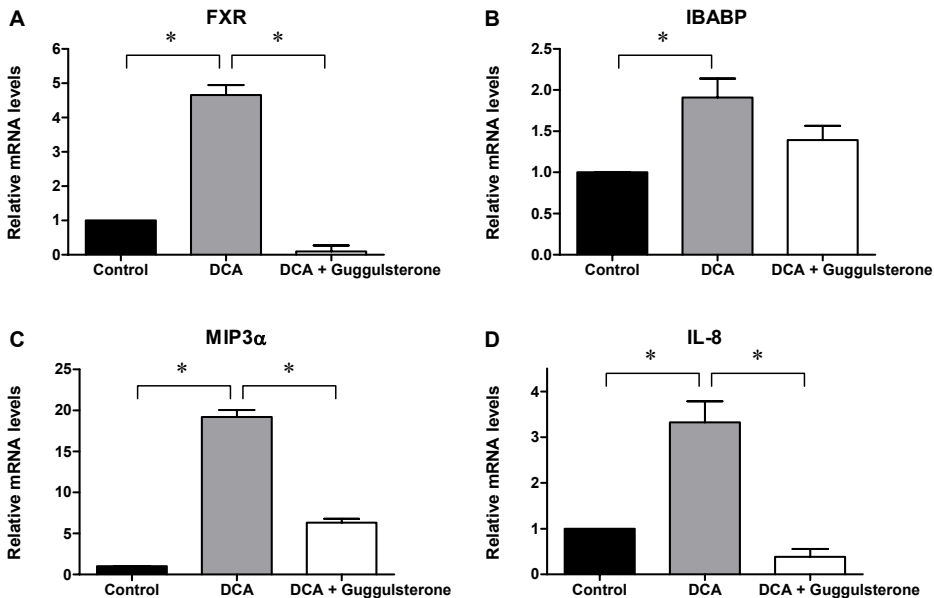 A
FXR
*
*
Relative mRNA levels
6
5
4
3
2
1
0
Control
DCA
DCA + Guggulsterone
B
IBABP
*
Relative mRNA levels
2.5
2.0
1.5
1.0
0.5
0.0
Control
DCA
DCA + Guggulsterone
C
MIP3α
*
*
Relative mRNA levels
25
20
15
10
5
0
Control
DCA
DCA + Guggulsterone
D
IL-8
*
*
Relative mRNA levels
4
3
2
1
0
Control
DCA
DCA + Guggulsterone